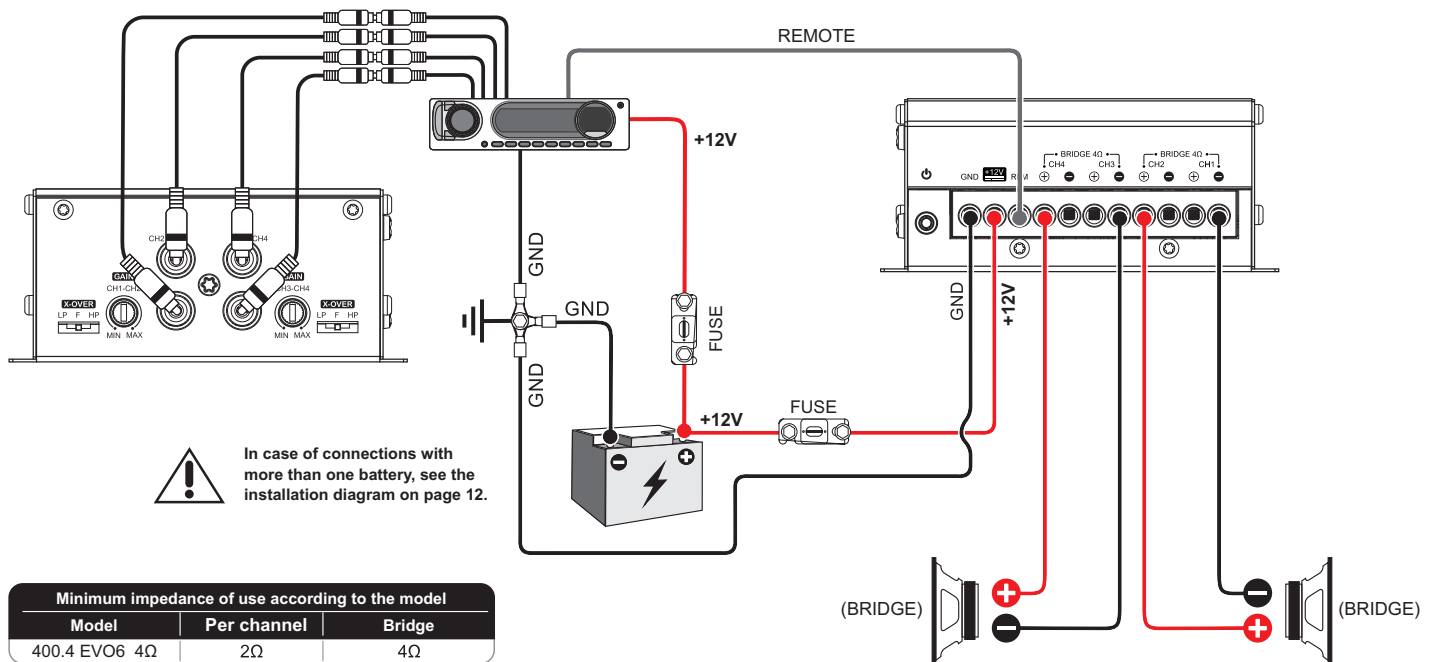 REMOTE
+12V
BRIDGE 4Ω BRIDGE 4Ω
CH4 CH3 CH2 CH1
GND +12V REM
CH2 CH4
GAIN GAIN
CH1-CH2 CH3-CH4
X-OVER X-OVER
LP F HP LP F HP
MIN MAX MIN MAX
GND
GND
GND
FUSE
+12V
FUSE
GND
+12V
In case of connections with
more than one battery, see the
installation diagram on page 12.
(BRIDGE) (BRIDGE)
Minimum impedance of use according to the model
Model Per channel Bridge
400.4 EVO6 4Ω 2Ω 4Ω